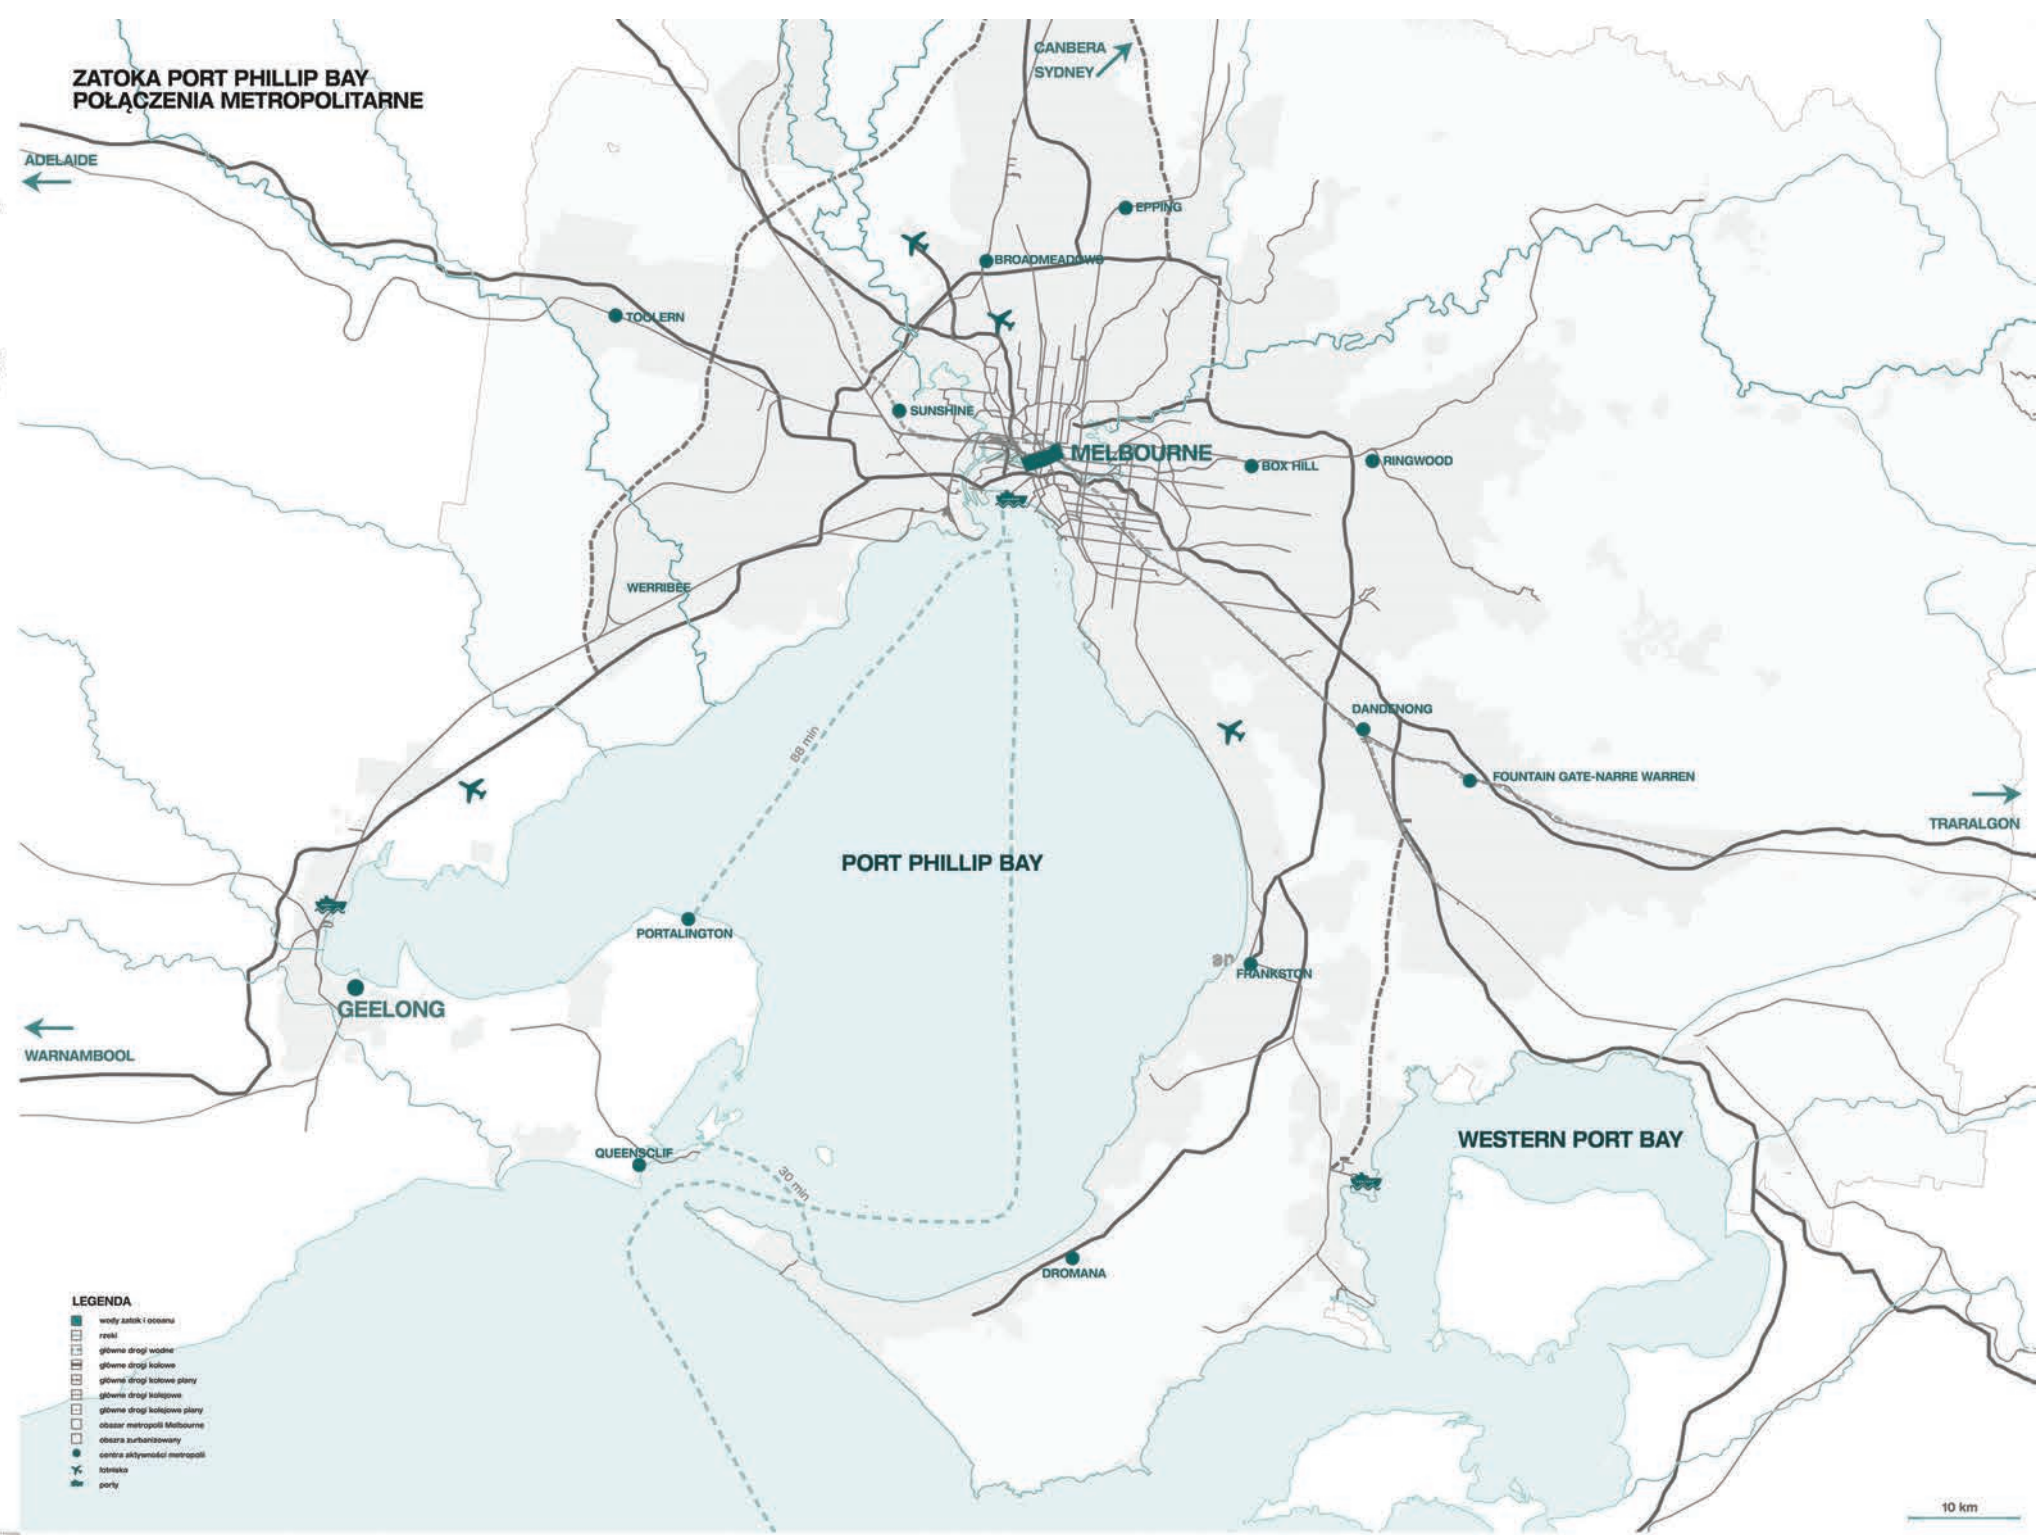 ZATOKA PORT PHILLIP BAY
POŁĄCZENIA METROPOLITARNE
CANBERA
SYDNEY
ADELAIDE
EPPING
BROADMEADOWS
TOOLERN
SUNSHINE
MELBOURNE
BOX HILL
RINGWOOD
WERRIBEE
DANDENONG
88 min
FOUNTAIN GATE-NARRE WARREN
TRARALGON
PORT PHILLIP BAY
PORTALINGTON
FRANKSTON
GEELONG
WARNAMBOOL
WESTERN PORT BAY
QUEENSCLIF
30 min
DROMANA
LEGENDA
wody zatok i oceanu
rzeki
główne drogi wodne
główne drogi kołowe
główne drogi kołowe plany
główne drogi kolejowe
główne drogi kolejowe plany
obszar metropolii Melbourne
obszra zurbanizowany
centra aktywności metropolii
lotnisko
porty
10 km